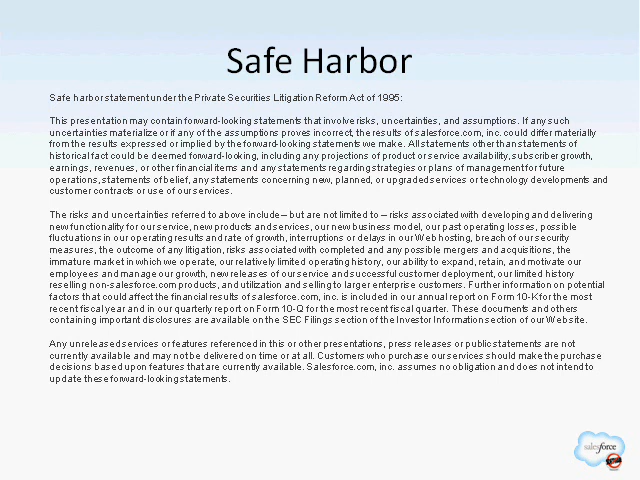 Safe Harbor
Safe harbor statement under the Private Securities Litigation Reform Act of 1995:
This presentation may contain forward-looking statements that involve risks, uncertainties, and assumptions. If any such
uncertainties materialize or if any of the assumptions proves incorrect, the results of salesforce.com, inc. could differ materially
from the results expressed or implied by the forward-looking statements we make. All statements other than statements of
historical fact could be deemed forward-looking, including any projections of product or service availability, subscriber growth,
earnings, revenues, or other financial items and any statements regarding strategies or plans of management for future
operations, statements of belief, any statements concerning new, planned, or upgraded services or technology developments and
customer contracts or use of our services.
The risks and uncertainties referred to above include – but are not limited to – risks associated with developing and delivering
new functionality for our service, new products and services, our new business model, our past operating losses, possible
fluctuations in our operating results and rate of growth, interruptions or delays in our Web hosting, breach of our security
measures, the outcome of any litigation, risks associated with completed and any possible mergers and acquisitions, the
immature market in which we operate, our relatively limited operating history, our ability to expand, retain, and motivate our
employees and manage our growth, new releases of our service and successful customer deployment, our limited history
reselling non-salesforce.com products, and utilization and selling to larger enterprise customers. Further information on potential
factors that could affect the financial results of salesforce.com, inc. is included in our annual report on Form 10-K for the most
recent fiscal year and in our quarterly report on Form 10-Q for the most recent fiscal quarter. These documents and others
containing important disclosures are available on the SEC Filings section of the Investor Information section of our Web site.
Any unreleased services or features referenced in this or other presentations, press releases or public statements are not
currently available and may not be delivered on time or at all. Customers who purchase our services should make the purchase
decisions based upon features that are currently available. Salesforce.com, inc. assumes no obligation and does not intend to
update these forward-looking statements.
salesforce